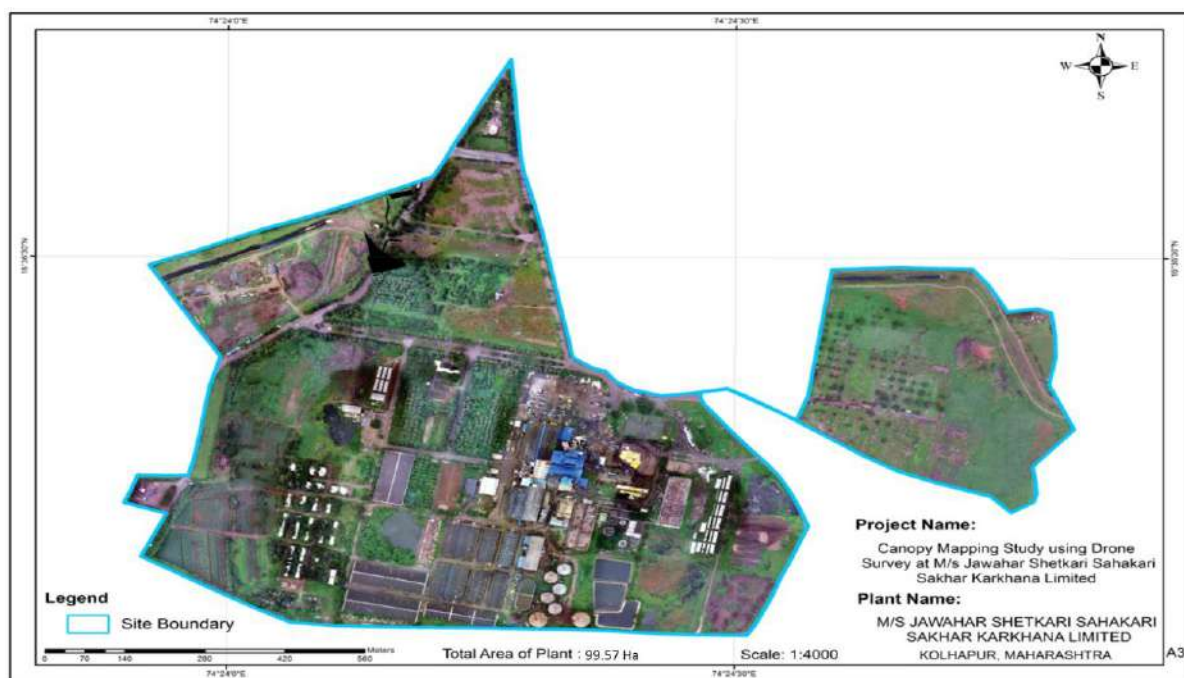 74°24'0"E
74°24'30"E
N
W E
S
Project Name:
Canopy Mapping Study using Drone
Survey at M/s Jawahar Shetkari Sahakari
Sakhar Karkhana Limited
Plant Name:
M/S JAWAHAR SHETKARI SAHAKARI
SAKHAR KARKHANA LIMITED
KOLHAPUR, MAHARASHTRA
A3
Legend
Site Boundary
Meters
0 70 140 280 420 560
Total Area of Plant : 99.57 Ha
Scale: 1:4000
74°24'0"E
74°24'30"E